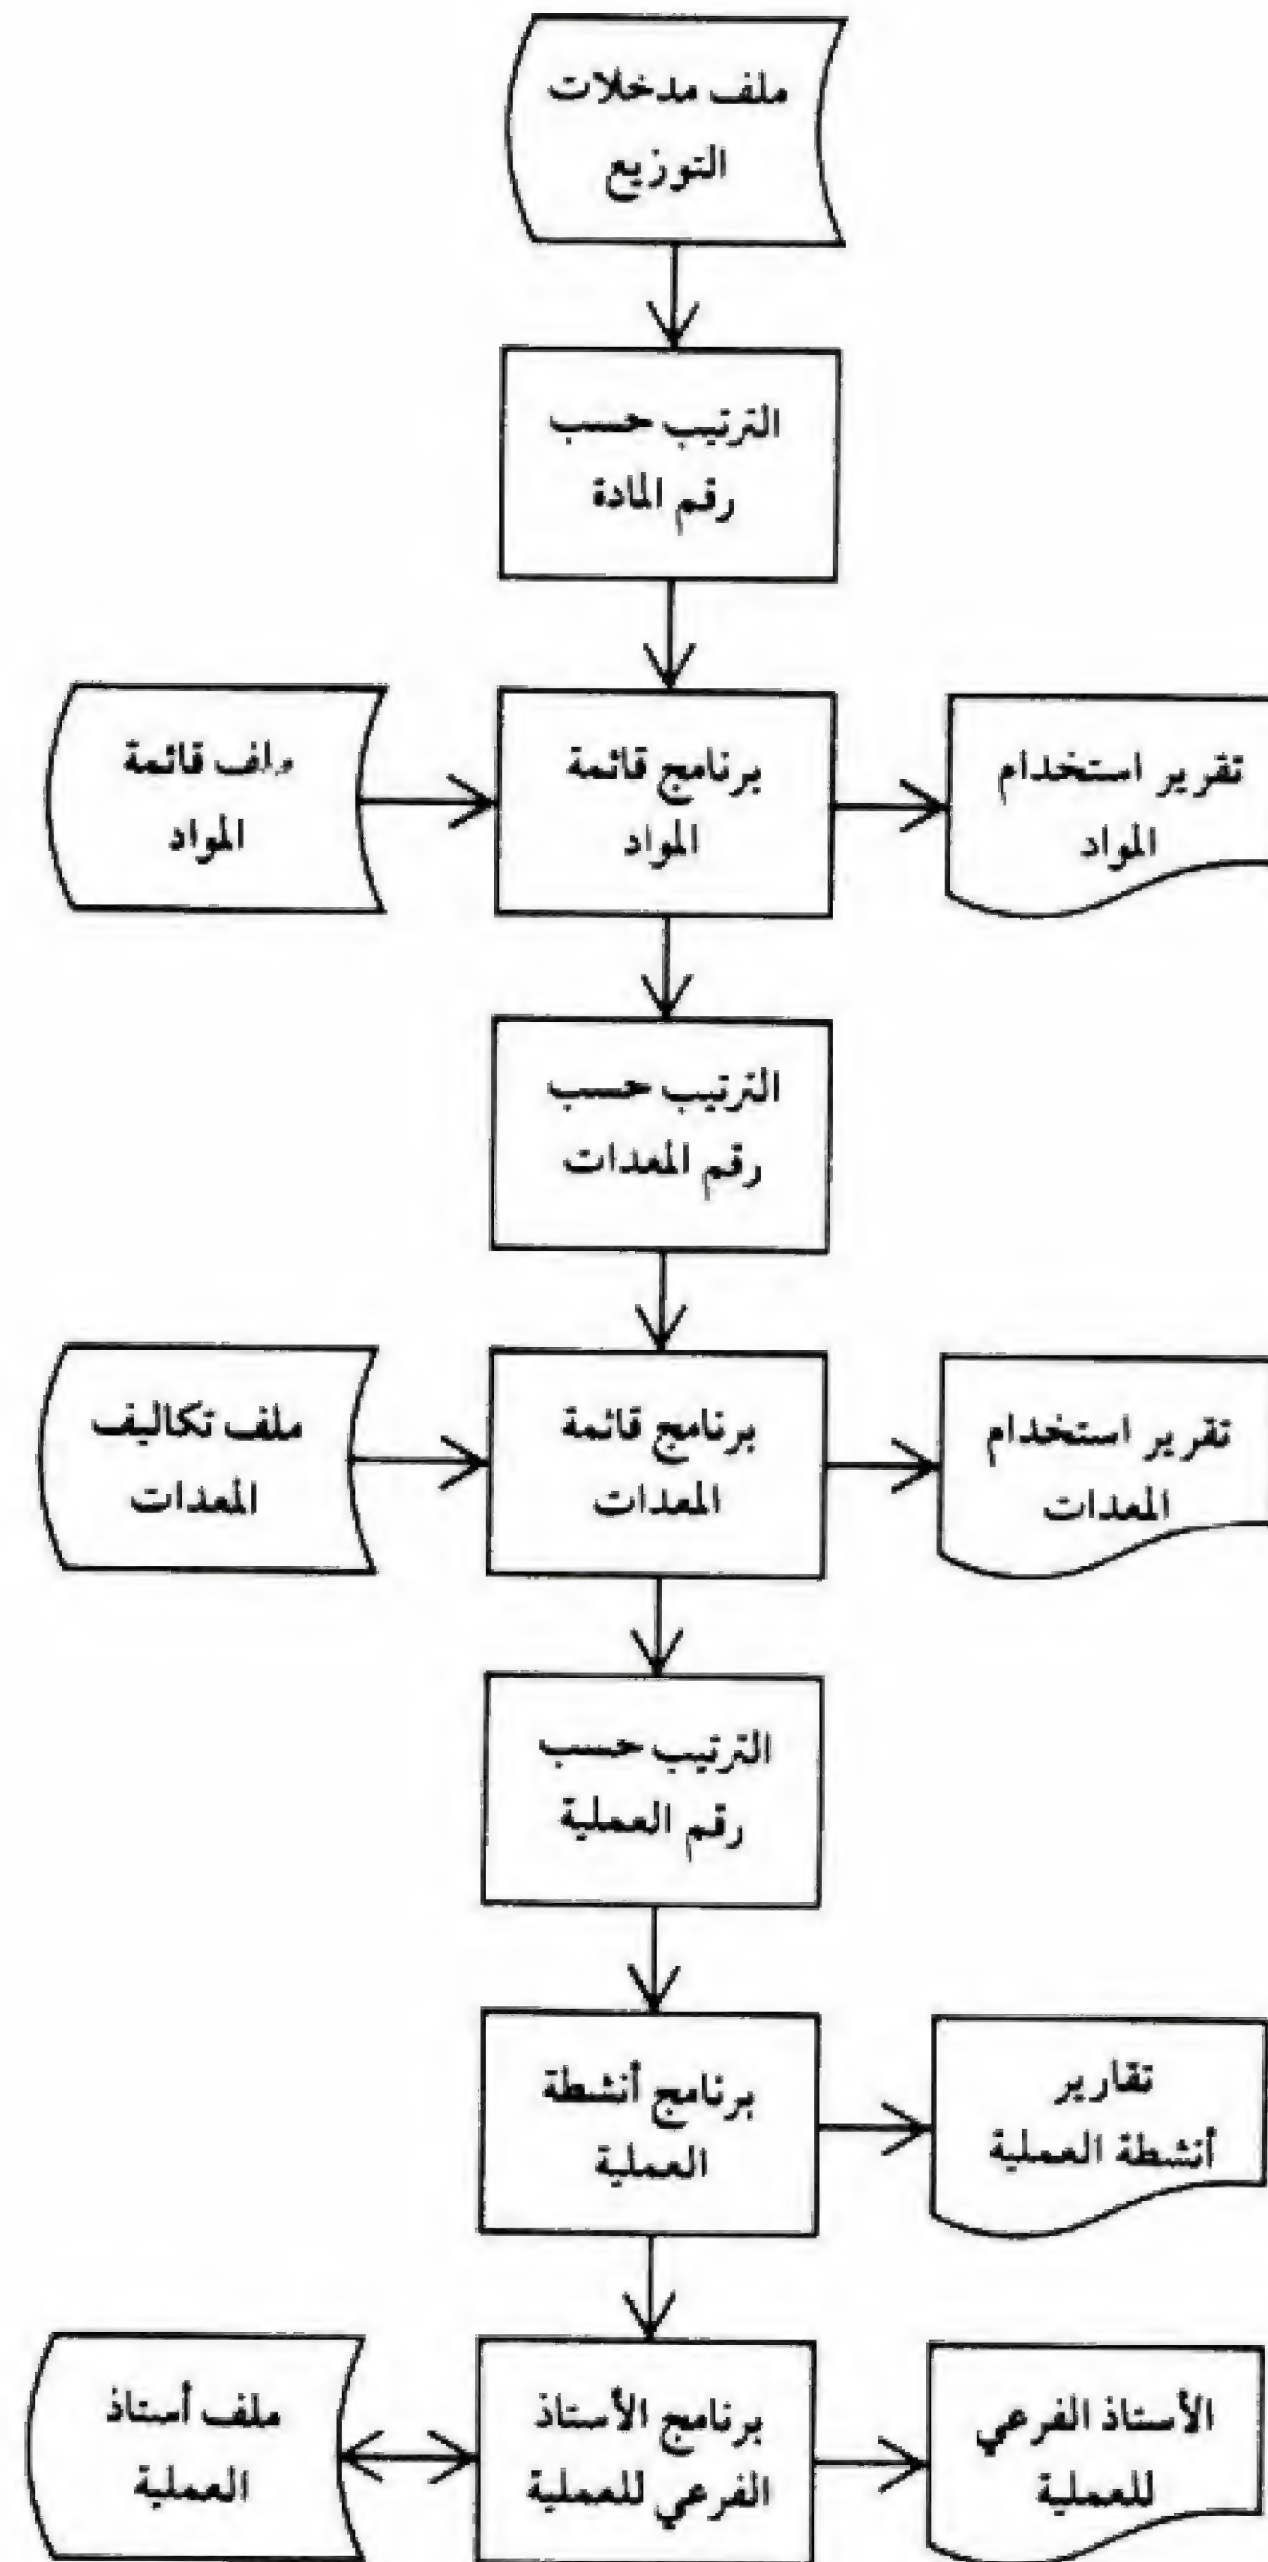 ملف مدخلات
التوزيع
الترتيب حسب
رقم المادة
ملف قائمة
المواد
برنامج قائمة
المواد
تقرير استخدام
المواد
الترتيب حسب
رقم المعدات
ملف تكاليف
المعدات
برنامج قائمة
المعدات
تقرير استخدام
المعدات
الترتيب حسب
رقم العملية
برنامج أنشطة
العملية
تقارير
أنشطة العملية
ملف أستاذ
العملية
برنامج الأستاذ
الفرعي للعملية
الأستاذ الفرعي
للعملية